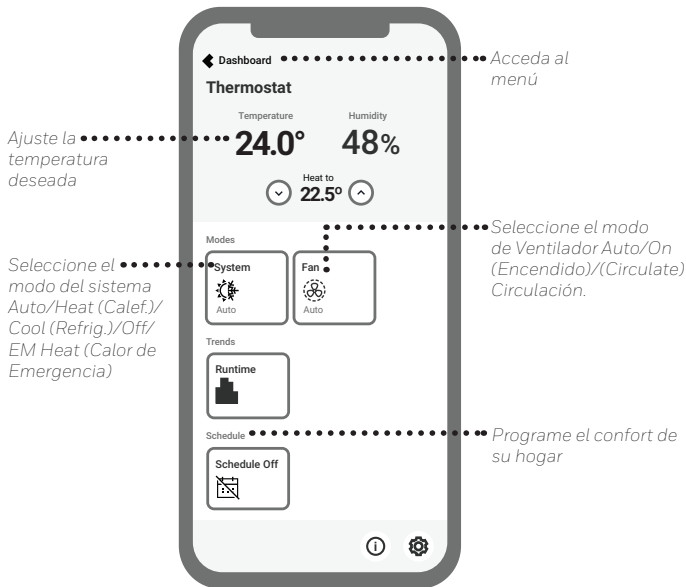 Dashboard
Acceda al
menú
Thermostat
Temperature
Humidity
Ajuste la
temperatura
deseada
24.0°
48%
Heat to
22.5º
Seleccione el modo
de Ventilador Auto/On
(Encendido)/(Circulate)
Circulación.
Modes
Seleccione el
modo del sistema
Auto/Heat (Calef.)/
Cool (Refrig.)/Off/
EM Heat (Calor de
Emergencia)
System
Auto
Fan
Auto
Trends
Runtime
Schedule
Programe el confort de
su hogar
Schedule Off